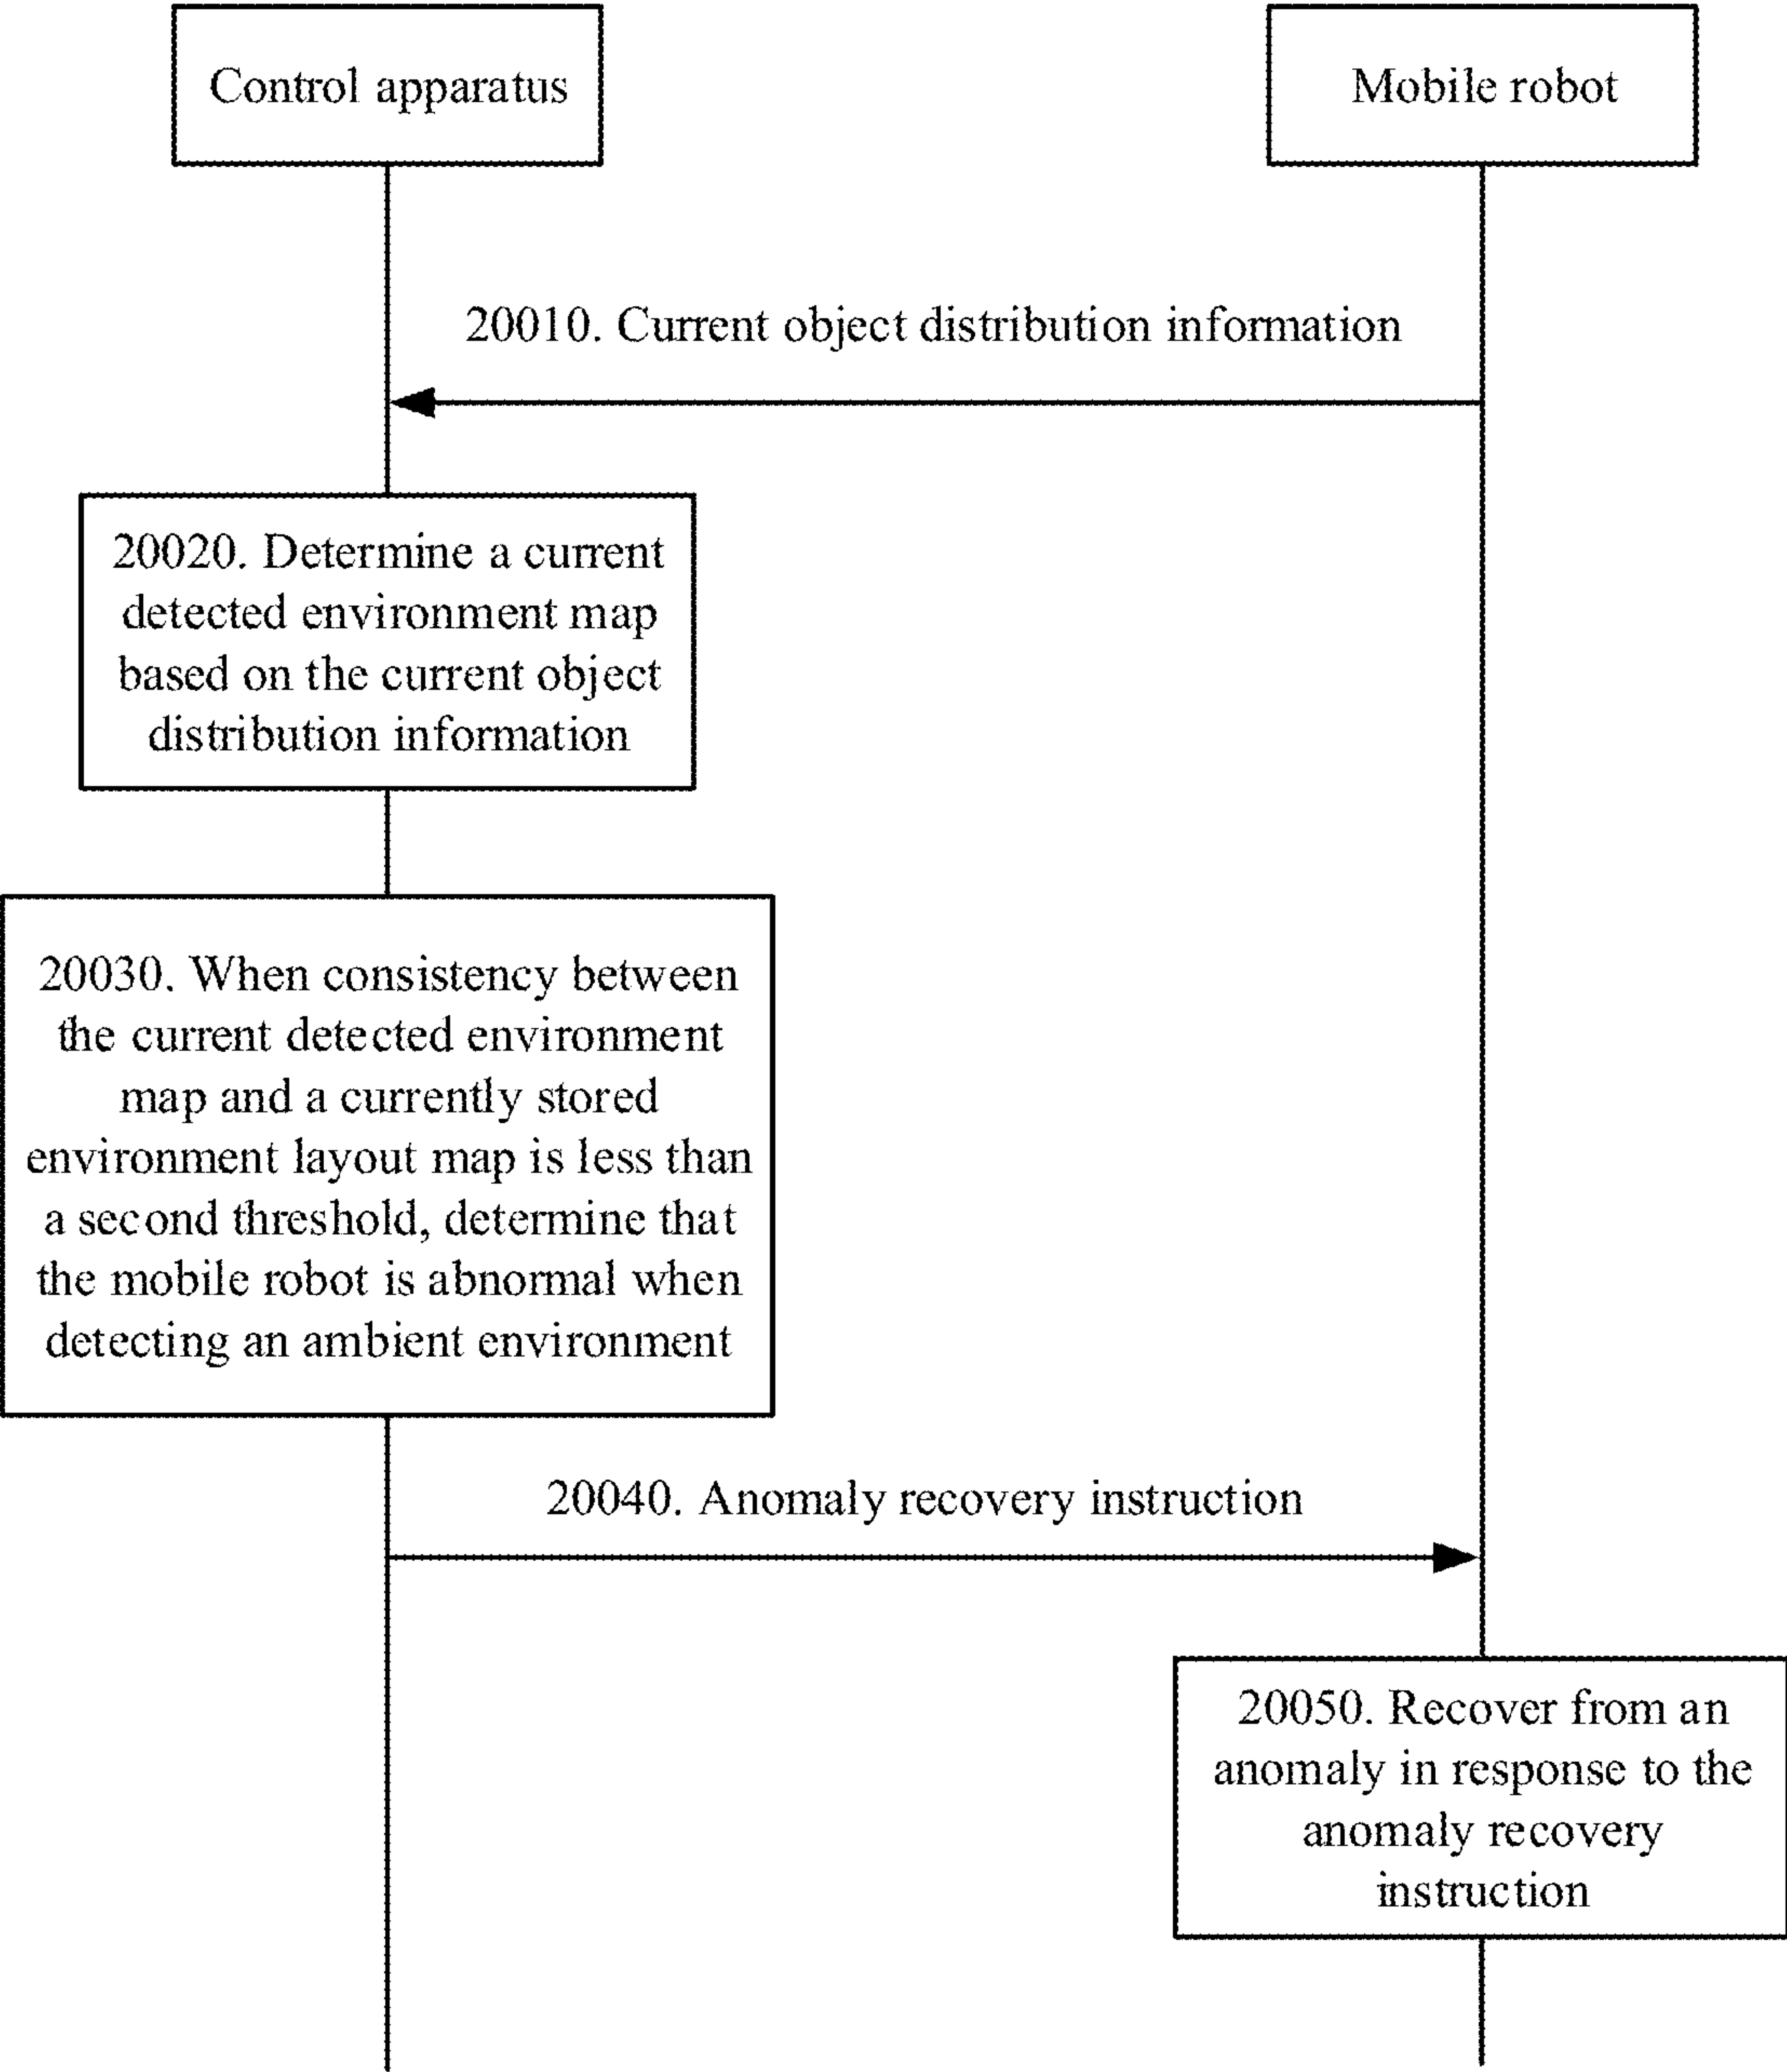 Control apparatus
Mobile robot
20010. Current object distribution information
20020. Determine a current
detected environment map
based on the current object
distribution information
20030. When consistency between
the current detected environment
map and a currently stored
environment layout map is less than
a second threshold, determine that
the mobile robot is abnormal when
detecting an ambient environment
20040. Anomaly recovery instruction
20050. Recover from an
anomaly in response to the
anomaly recovery
instruction